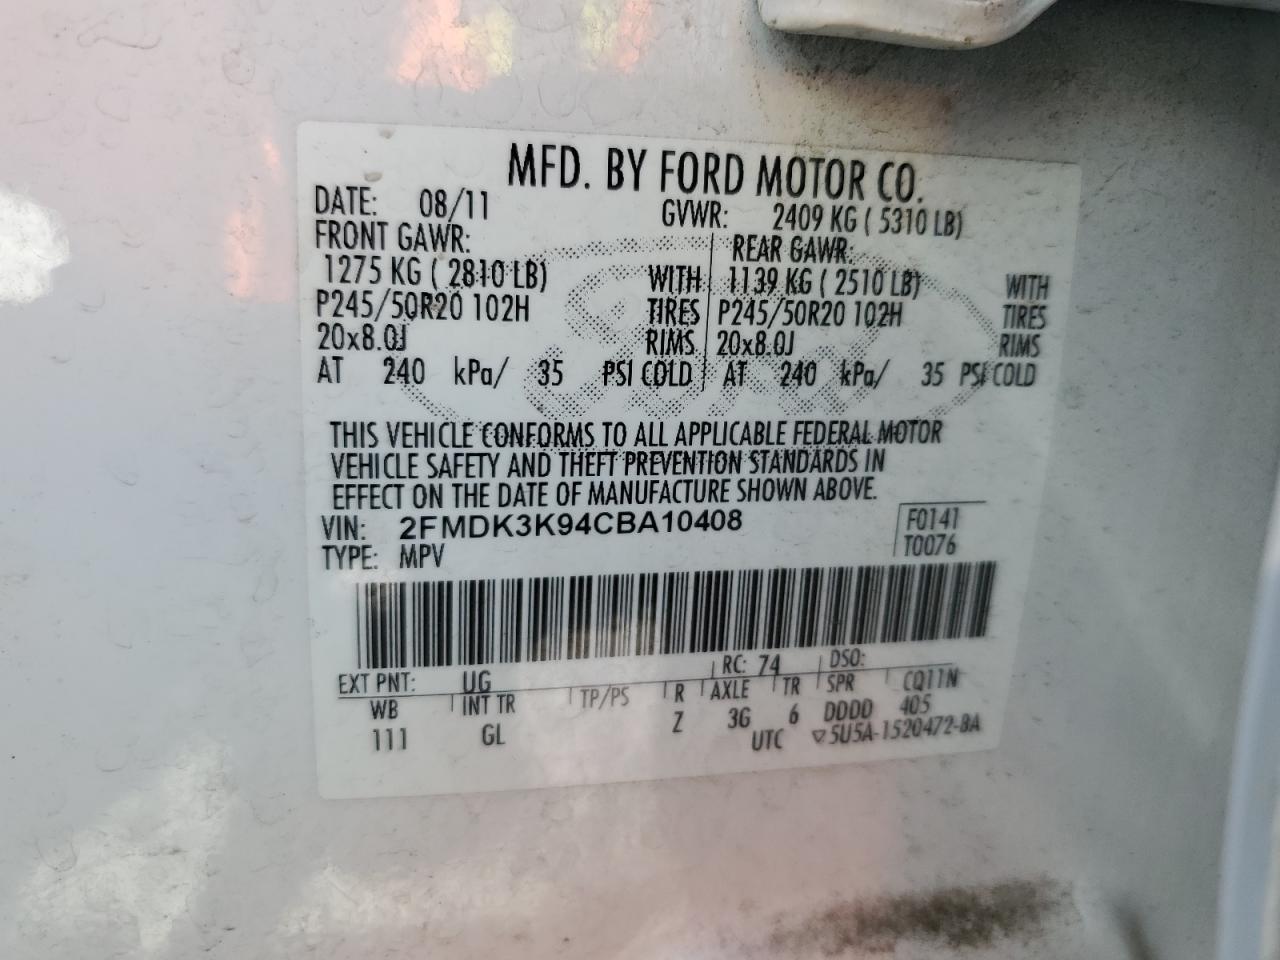 MFD. BY FORD MOTOR CO.
DATE: 08/11 GVWR: 2409 KG ( 5310 LB)
FRONT GAWR: REAR GAWR:
1275 KG ( 2810 LB) WITH 1139 KG ( 2510 LB) WITH
P245/50R20 102H TIRES P245/50R20 102H TIRES
20x8.0J RIMS 20x8.0J RIMS
AT 240 kPa/ 35 PSI COLD AT 240 kPa/ 35 PSI COLD
THIS VEHICLE CONFORMS TO ALL APPLICABLE FEDERAL MOTOR
VEHICLE SAFETY AND THEFT PREVENTION STANDARDS IN
EFFECT ON THE DATE OF MANUFACTURE SHOWN ABOVE.
VIN: 2FMDK3K94CBA10408 F0141
TYPE: MPV T0076
EXT PNT: UG RC: 74 DSO:
WB INT TR TP/PS R AXLE TR SPR CQ11N
111 GL Z 3G 6 DDDD 405
UTC ▽5U5A-1520472-BA